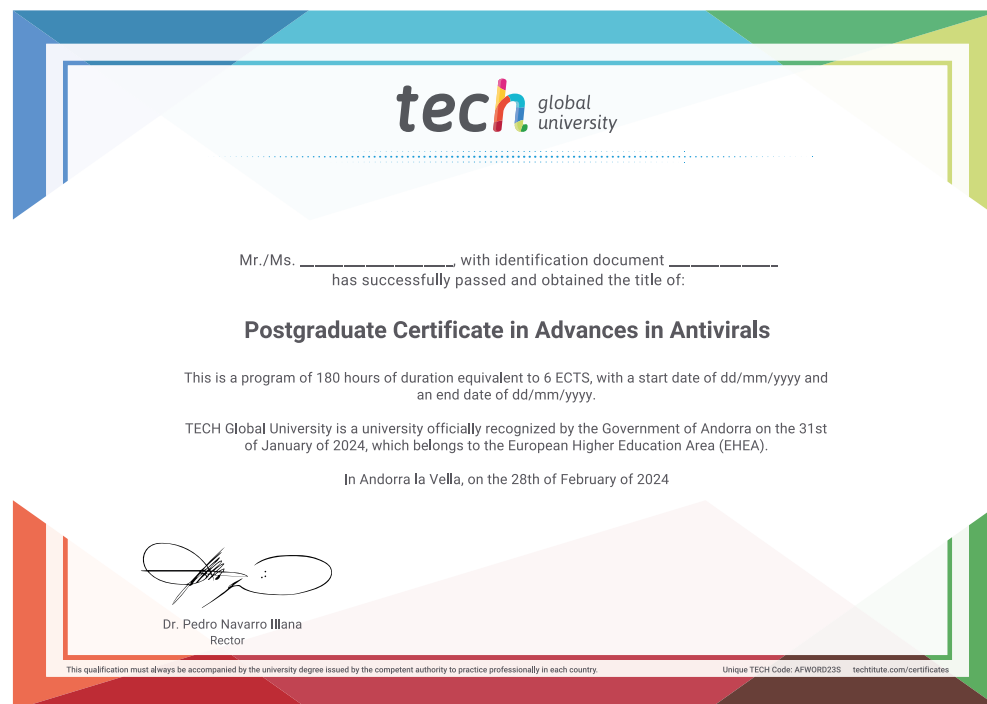 tech global
university
Mr./Ms. __________________, with identification document _____________
has successfully passed and obtained the title of:
Postgraduate Certificate in Advances in Antivirals
This is a program of 180 hours of duration equivalent to 6 ECTS, with a start date of dd/mm/yyyy and
an end date of dd/mm/yyyy.
TECH Global University is a university officially recognized by the Government of Andorra on the 31st
of January of 2024, which belongs to the European Higher Education Area (EHEA).
In Andorra la Vella, on the 28th of February of 2024
Dr. Pedro Navarro Illana
Rector
This qualification must always be accompanied by the university degree issued by the competent authority to practice professionally in each country.
Unique TECH Code: AFWORD23S techtitute.com/certificates